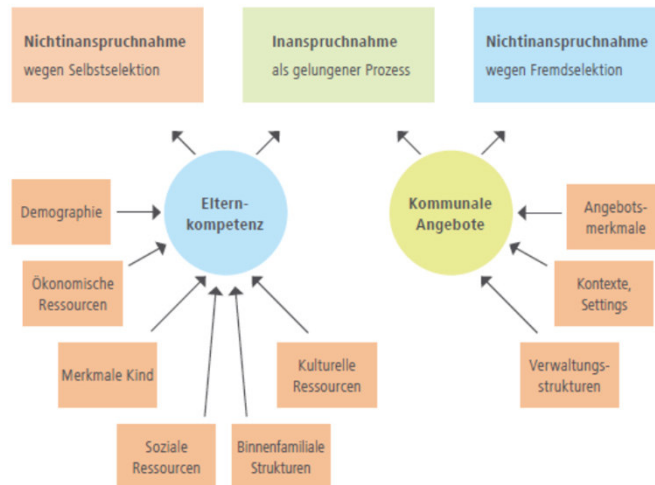 Nichtinanspruchnahme
wegen Selbstselektion
Inanspruchnahme
als gelungener Prozess
Nichtinanspruchnahme
wegen Fremdselektion
Eltern-
kompetenz
Kommunale
Angebote
Demographie
Ökonomische
Ressourcen
Merkmale Kind
Soziale
Ressourcen
Binnenfamiliale
Strukturen
Kulturelle
Ressourcen
Angebots-
merkmale
Kontexte,
Settings
Verwaltungs-
strukturen